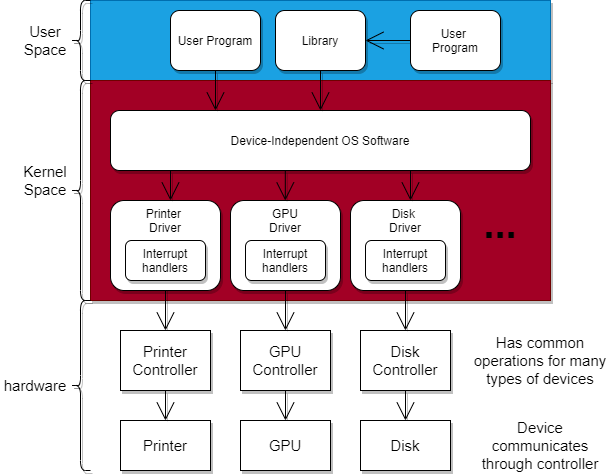 User
Space
User Program
Library
User
Program
Kernel
Space
Device-Independent OS Software
Printer
Driver
Interrupt
handlers
GPU
Driver
Interrupt
handlers
Disk
Driver
Interrupt
handlers
...
hardware
Printer
Controller
GPU
Controller
Disk
Controller
Has common
operations for many
types of devices
Printer
GPU
Disk
Device
communicates
through controller